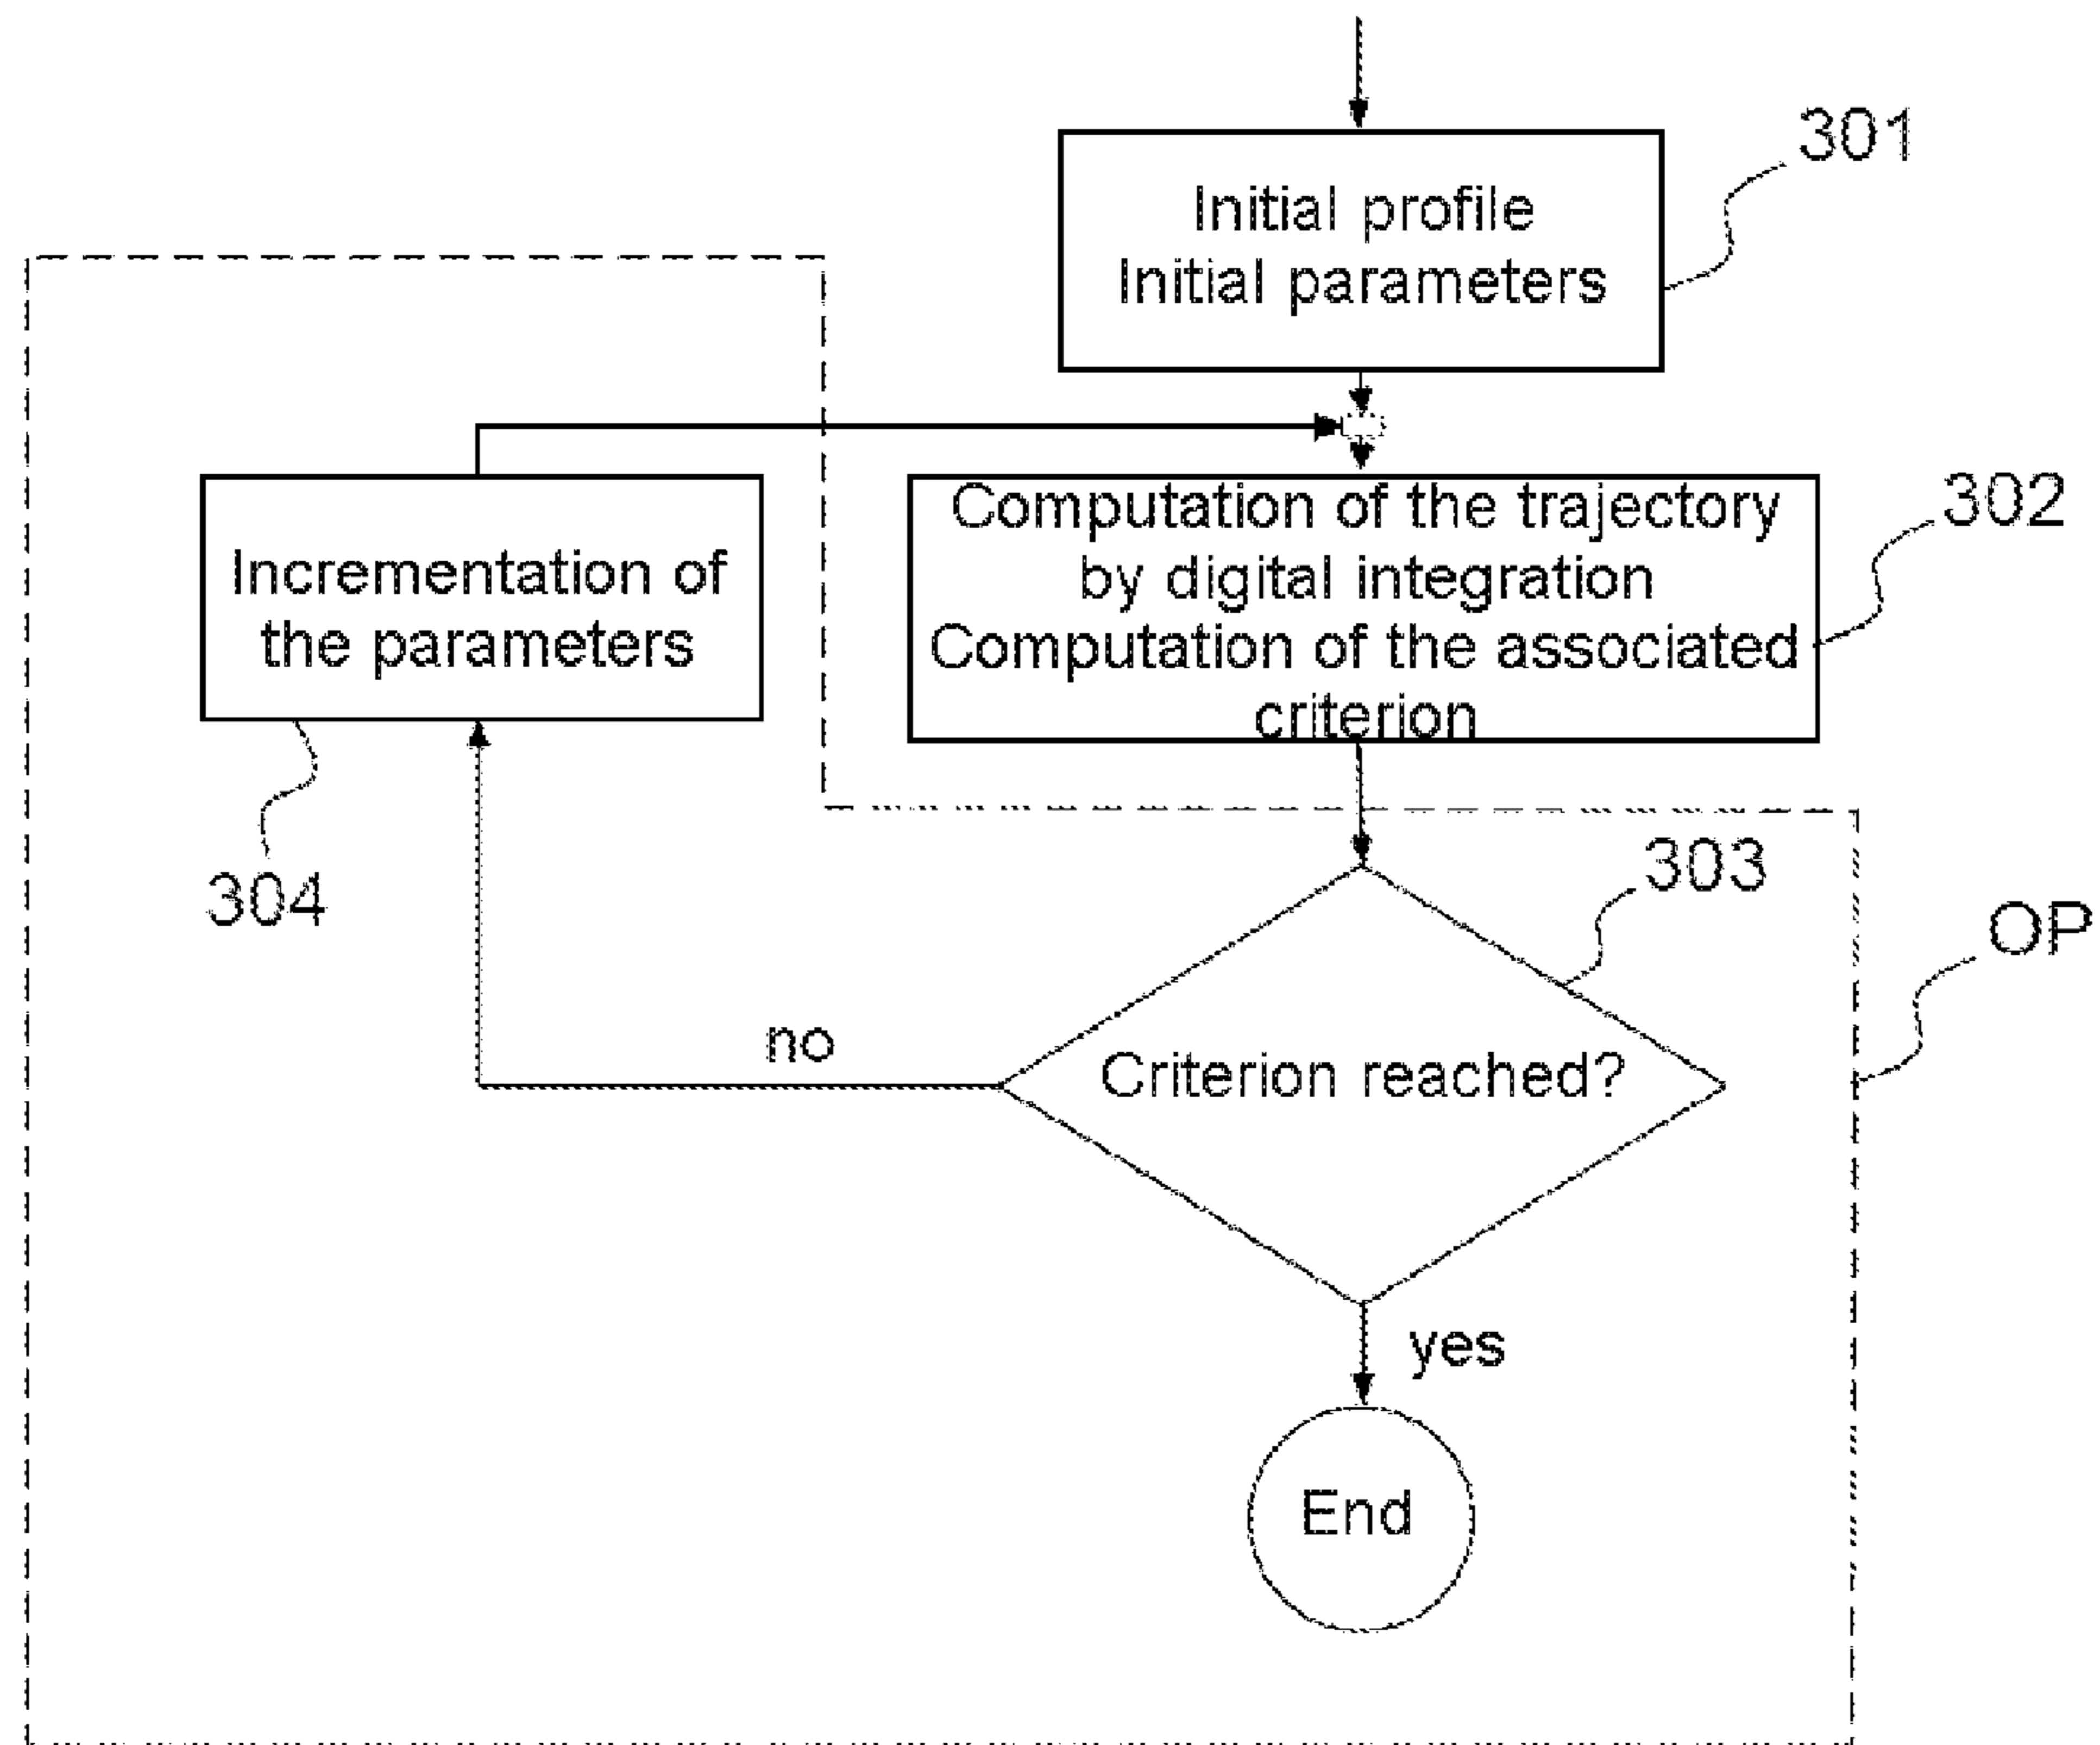 301
Initial profile
Initial parameters
302
Computation of the trajectory
by digital integration
Computation of the associated
criterion
Incrementation of
the parameters
304
303
OP
no
Criterion reached?
yes
End